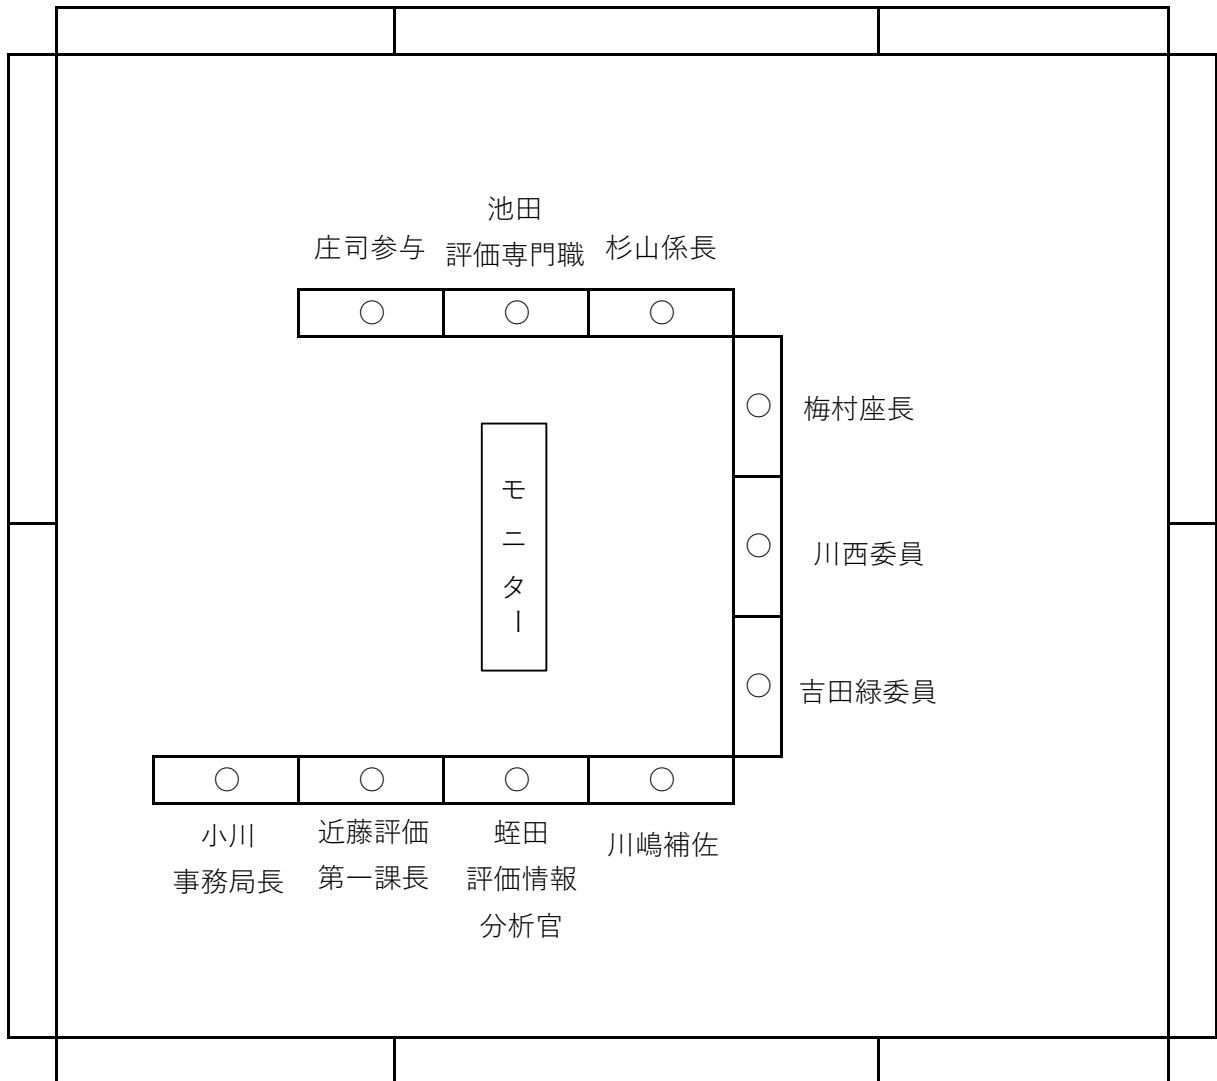 池田
庄司参与
評価専門職
杉山係長
○
○
○
○
梅村座長
モニター
○
川西委員
○
吉田緑委員
○
○
○
○
小川
事務局長
近藤評価
第一課長
蛭田
評価情報
分析官
川嶋補佐